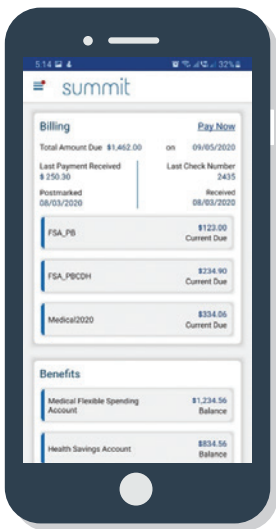 5:14 32%
summit
Billing Pay Now
Total Amount Due $1,462.00 on 09/05/2020
Last Payment Received Last Check Number
$ 250.30 2435
Postmarked Received
08/03/2020 08/03/2020
$123.00
FSA_PB
Current Due
$234.90
FSA_PBCDH
Current Due
$334.06
Medical2020
Current Due
Benefits
Medical Flexible Spending $1,234.56
Account Balance
$834.56
Health Savings Account
Balance